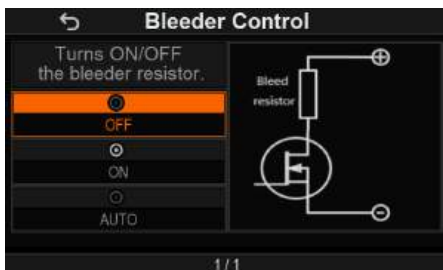 Bleeder Control
Turns ON/OFF
the bleeder resistor.
OFF
ON
AUTO
Bleed
resistor
1/1